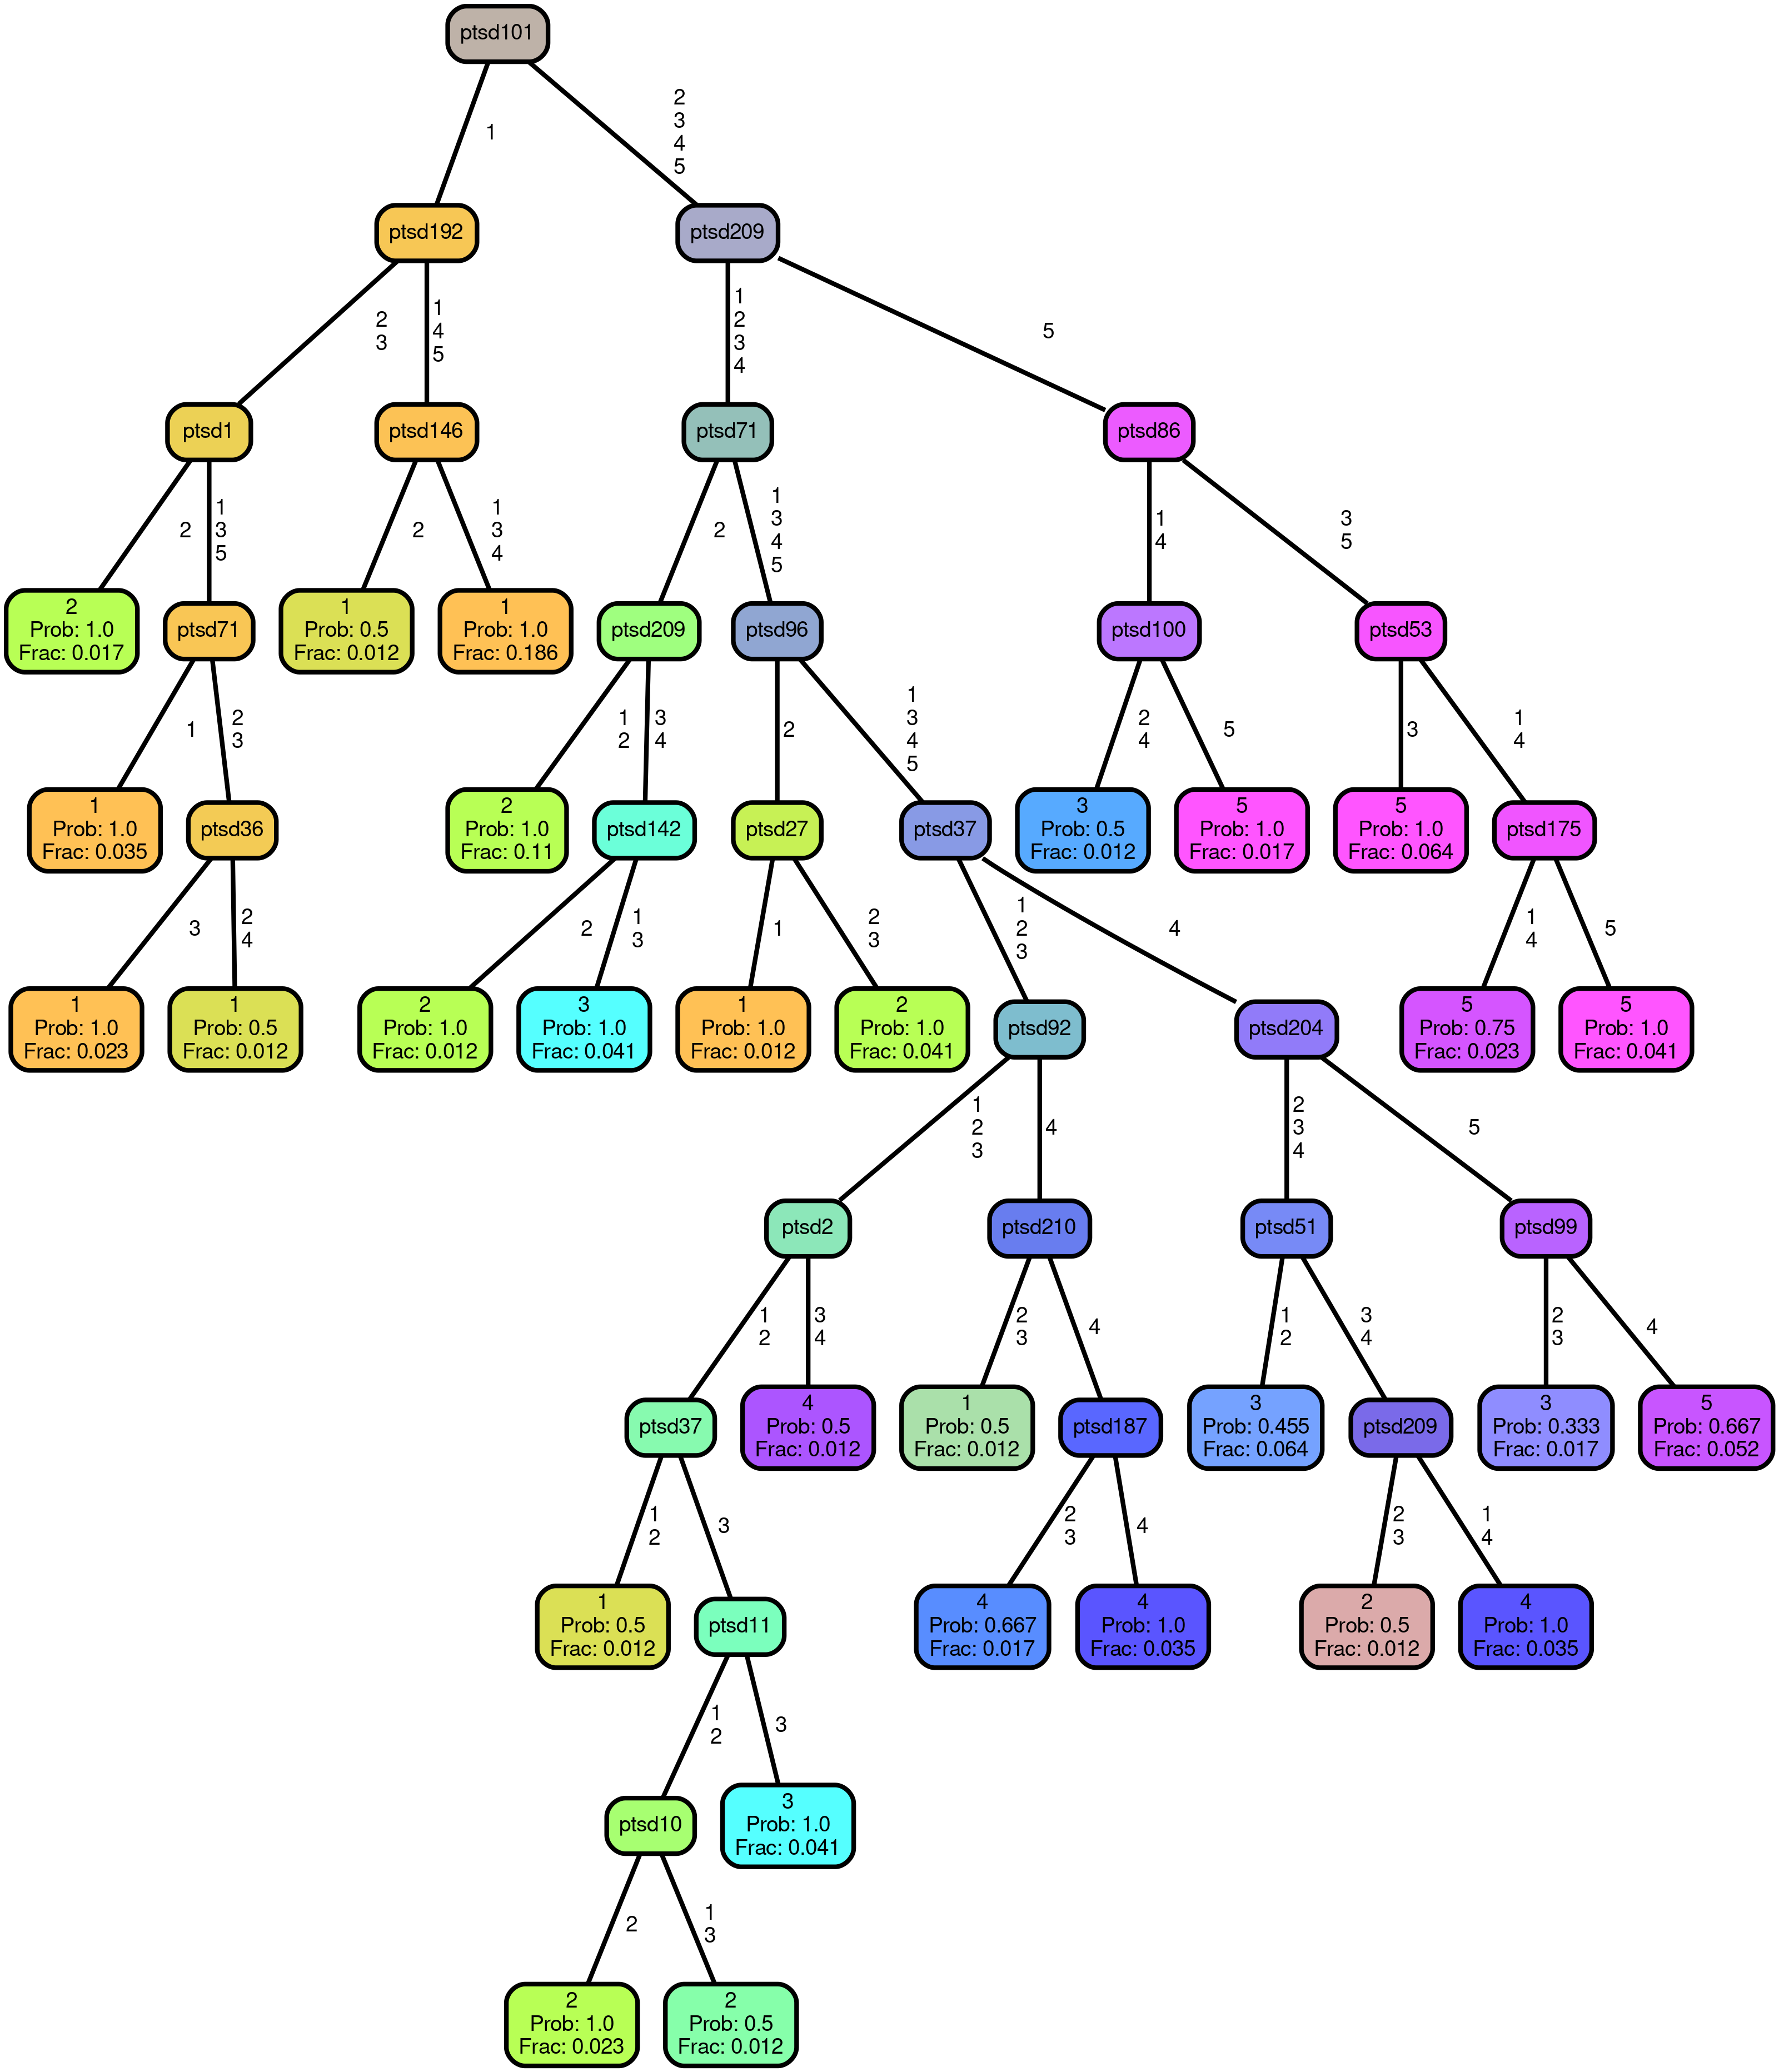 ptsd101
1
2
3
4
5
ptsd192
ptsd209
2
3
1
4
5
1
2
3
4
5
ptsd1
ptsd146
ptsd71
ptsd86
2
1
3
5
2
1
3
4
2
1
3
4
5
1
4
3
5
2
Prob: 1.0
Frac: 0.017
ptsd71
1
Prob: 0.5
Frac: 0.012
1
Prob: 1.0
Frac: 0.186
ptsd209
ptsd96
ptsd100
ptsd53
1
2
3
1
2
3
4
2
1
3
4
5
2
4
5
3
1
4
1
Prob: 1.0
Frac: 0.035
ptsd36
2
Prob: 1.0
Frac: 0.11
ptsd142
ptsd27
ptsd37
3
Prob: 0.5
Frac: 0.012
5
Prob: 1.0
Frac: 0.017
5
Prob: 1.0
Frac: 0.064
ptsd175
3
2
4
2
1
3
1
2
3
1
2
3
4
1
4
5
1
Prob: 1.0
Frac: 0.023
1
Prob: 0.5
Frac: 0.012
2
Prob: 1.0
Frac: 0.012
3
Prob: 1.0
Frac: 0.041
1
Prob: 1.0
Frac: 0.012
2
Prob: 1.0
Frac: 0.041
ptsd92
ptsd204
5
Prob: 0.75
Frac: 0.023
5
Prob: 1.0
Frac: 0.041
1
2
3
4
2
3
4
5
ptsd2
ptsd210
ptsd51
ptsd99
1
2
3
4
2
3
4
1
2
3
4
2
3
4
ptsd37
4
Prob: 0.5
Frac: 0.012
1
Prob: 0.5
Frac: 0.012
ptsd187
3
Prob: 0.455
Frac: 0.064
ptsd209
3
Prob: 0.333
Frac: 0.017
5
Prob: 0.667
Frac: 0.052
1
2
3
2
3
4
2
3
1
4
1
Prob: 0.5
Frac: 0.012
ptsd11
4
Prob: 0.667
Frac: 0.017
4
Prob: 1.0
Frac: 0.035
2
Prob: 0.5
Frac: 0.012
4
Prob: 1.0
Frac: 0.035
1
2
3
ptsd10
3
Prob: 1.0
Frac: 0.041
2
1
3
2
Prob: 1.0
Frac: 0.023
2
Prob: 0.5
Frac: 0.012